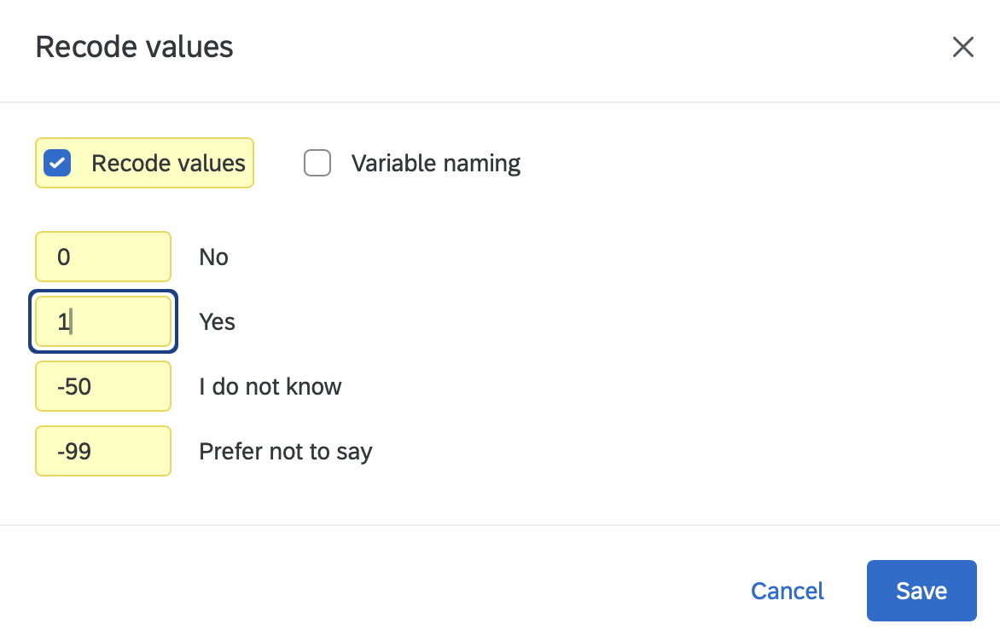 Recode values
Recode values Variable naming
0 No
1 Yes
-50 I do not know
-99 Prefer not to say
Cancel Save